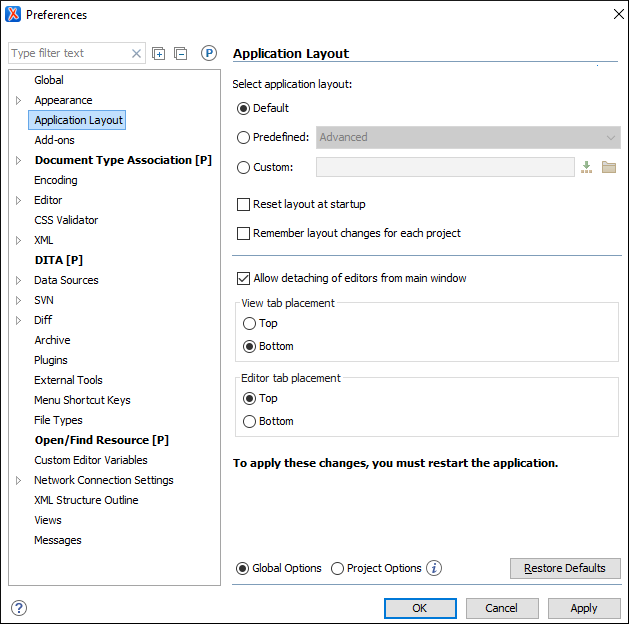 Preferences
Type filter text
P
Global
Appearance
Application Layout
Add-ons
Document Type Association [P]
Encoding
Editor
CSS Validator
XML
DITA [P]
Data Sources
SVN
Diff
Archive
Plugins
External Tools
Menu Shortcut Keys
File Types
Open/Find Resource [P]
Custom Editor Variables
Network Connection Settings
XML Structure Outline
Views
Messages
Application Layout
Select application layout:
Default
Predefined: Advanced
Custom:
Reset layout at startup
Remember layout changes for each project
Allow detaching of editors from main window
View tab placement
Top
Bottom
Editor tab placement
Top
Bottom
To apply these changes, you must restart the application.
Global Options Project Options i Restore Defaults
? OK Cancel Apply